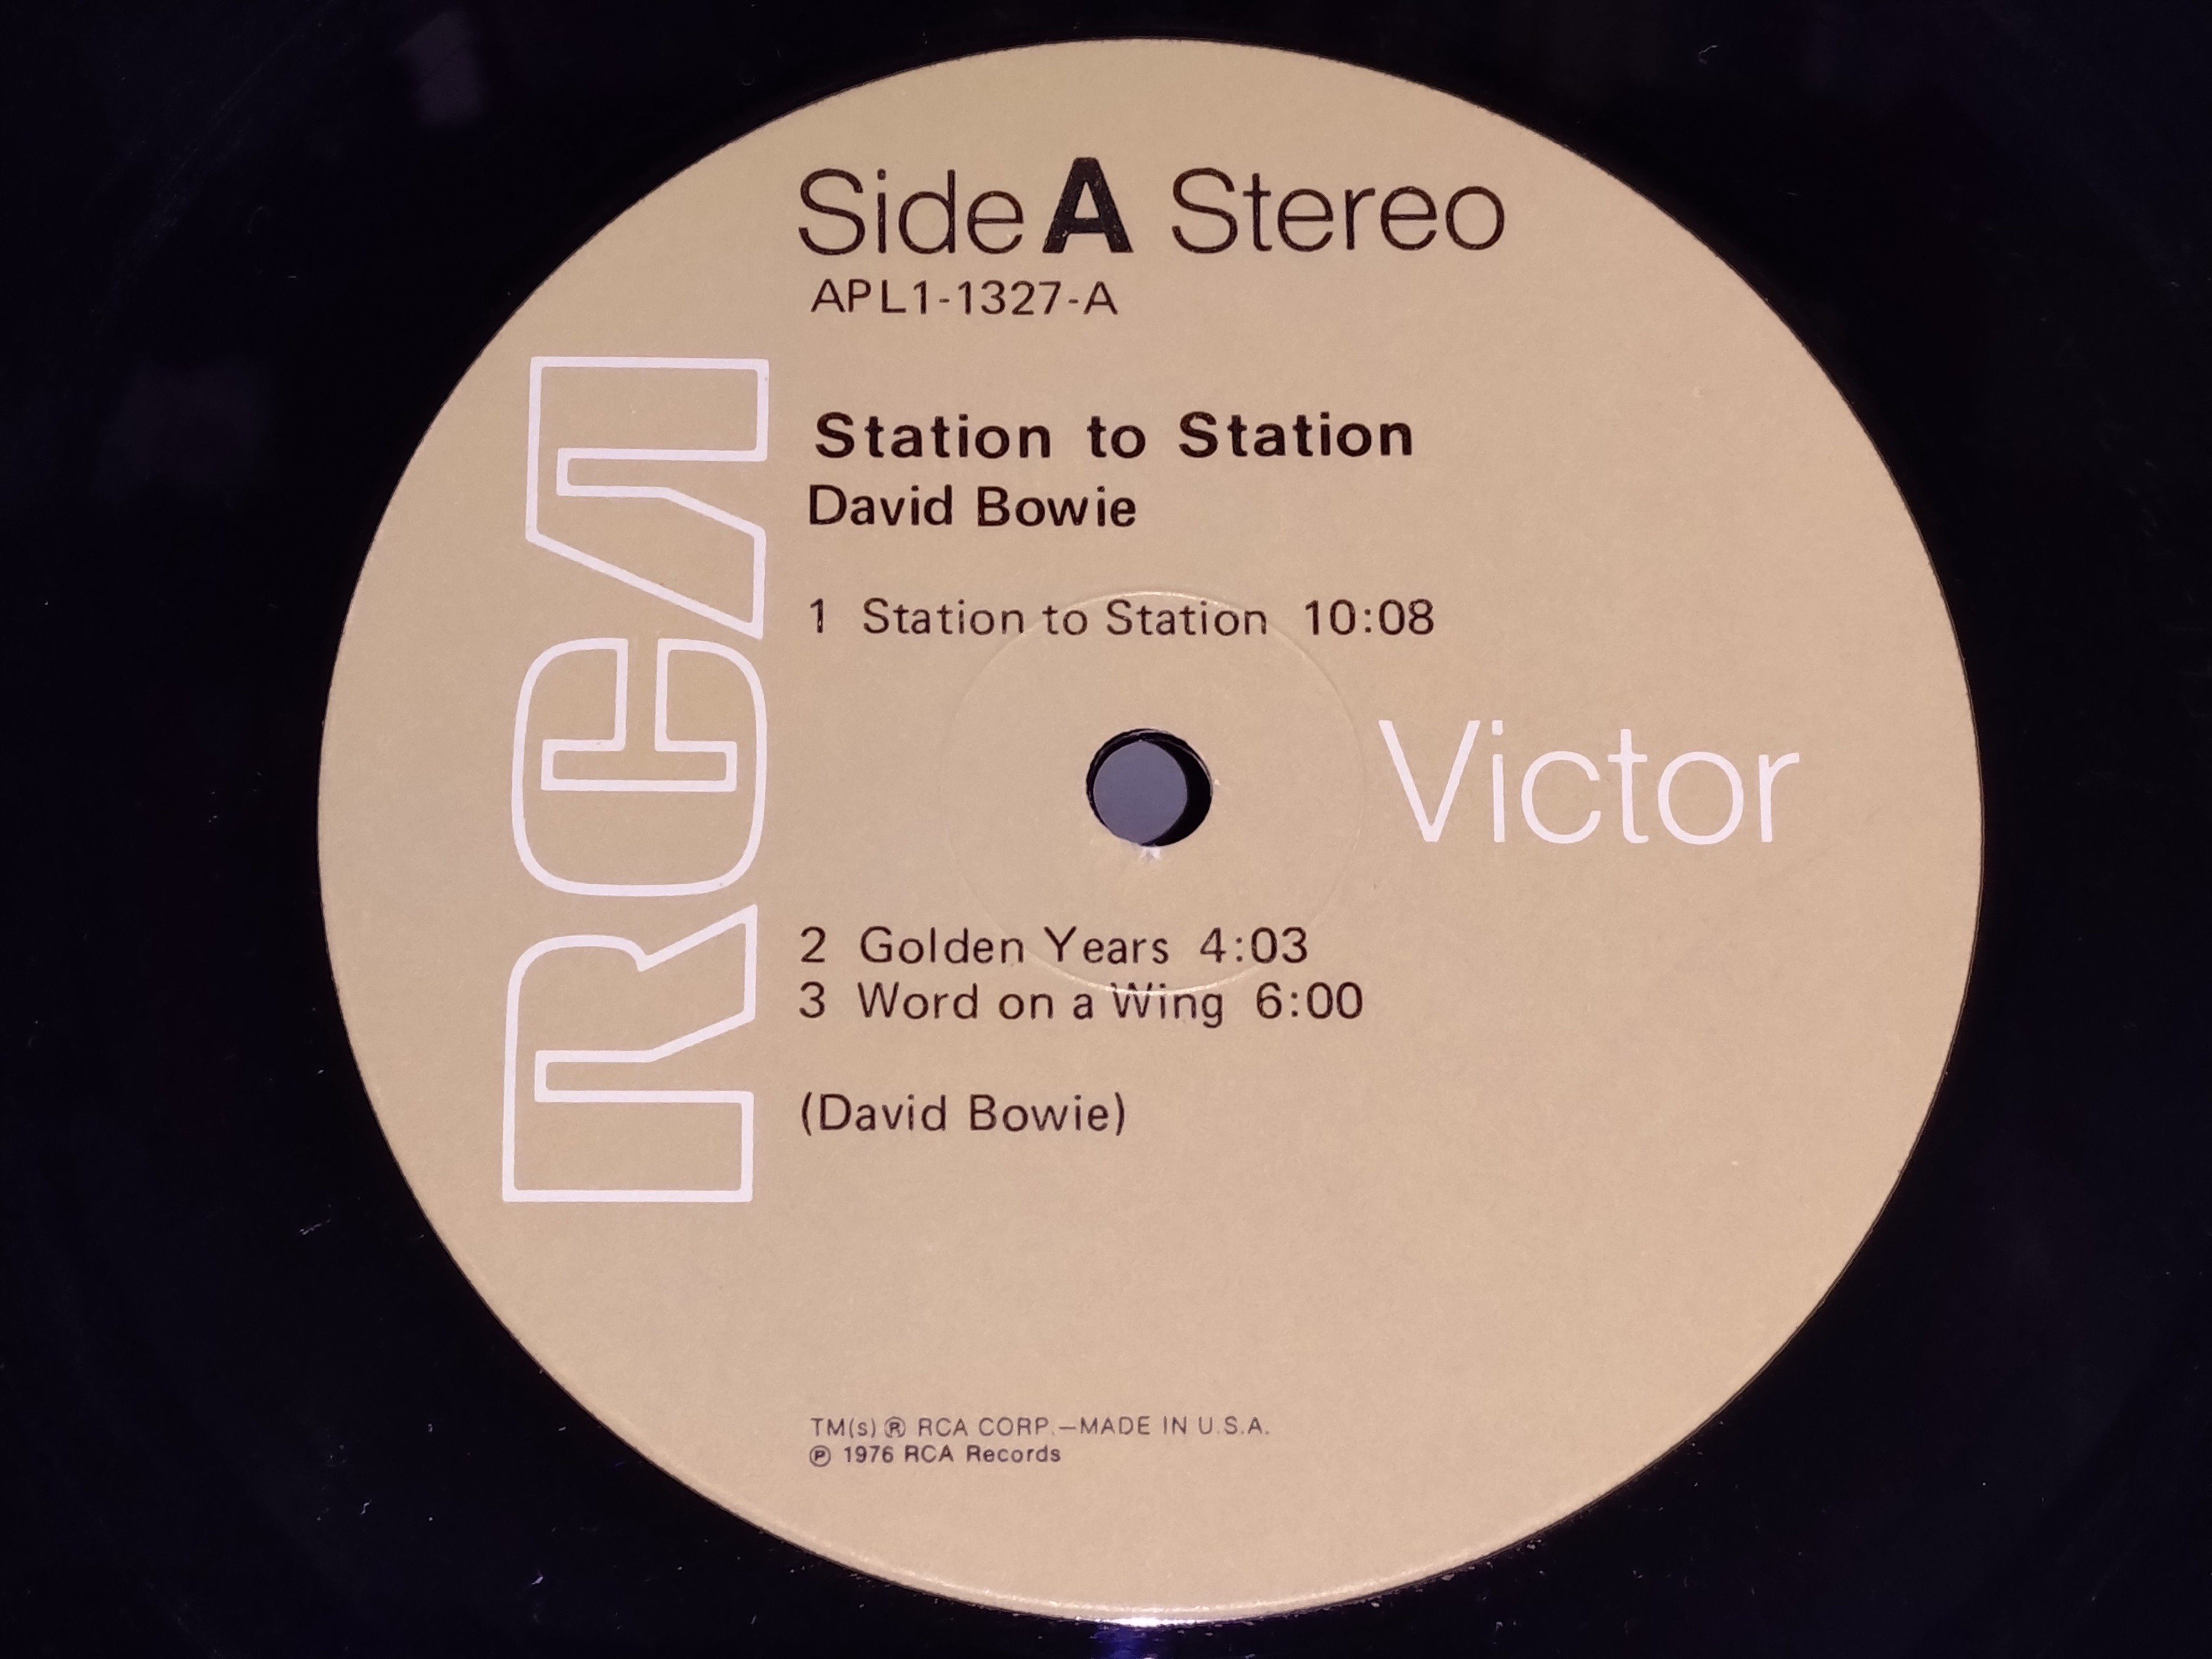 Side A Stereo
APL1-1327-A
Station to Station
David Bowie
1 Station to Station 10:08
RCA
Victor
2 Golden Years 4:03
3 Word on a Wing 6:00
(David Bowie)
TM(s) ® RCA CORP.—MADE IN U.S.A.
℗ 1976 RCA Records